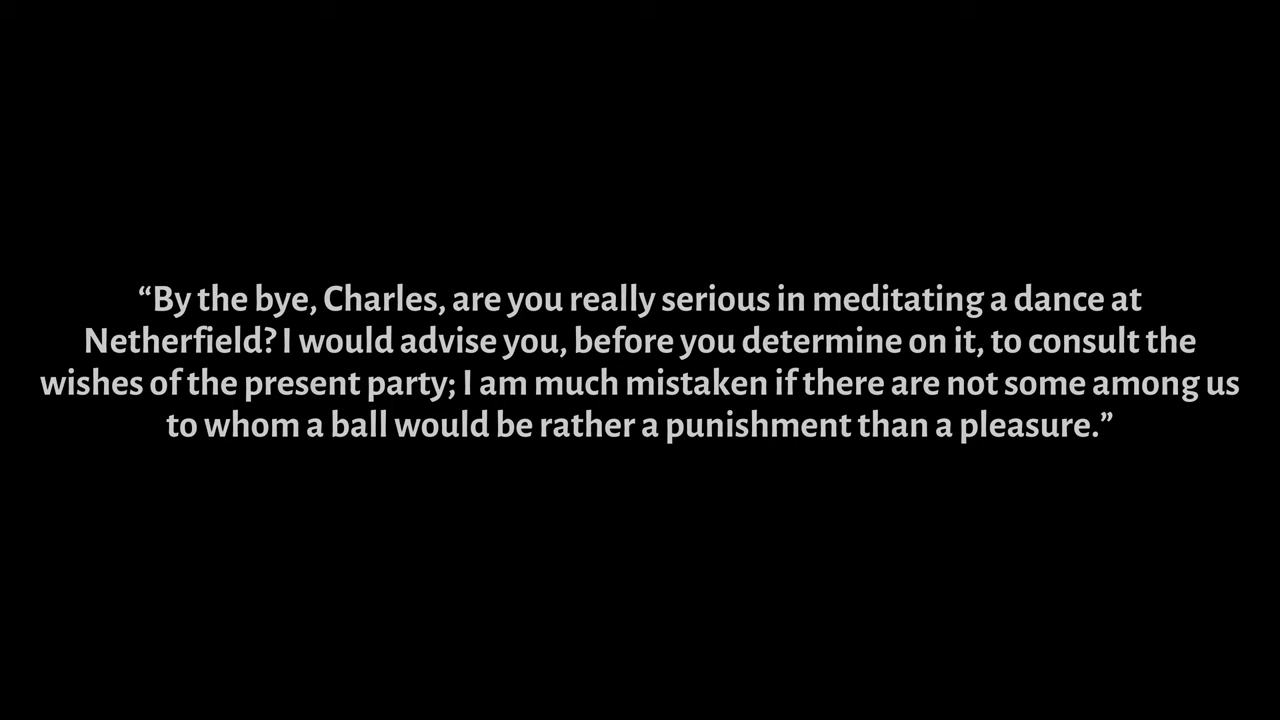 “By the bye, Charles, are you really serious in meditating a dance at
Netherfield? I would advise you, before you determine on it, to consult the
wishes of the present party; I am much mistaken if there are not some among us
to whom a ball would be rather a punishment than a pleasure.”